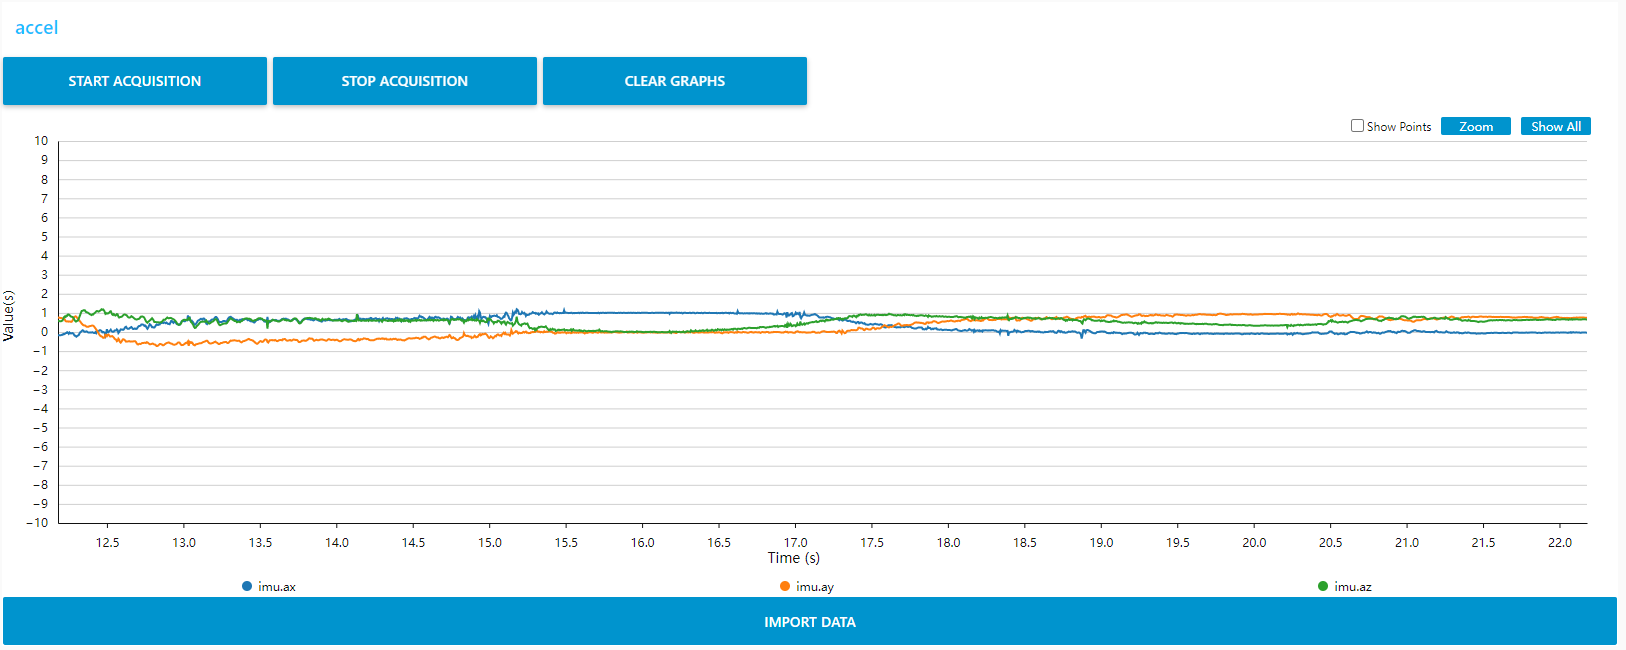 accel
START ACQUISITION STOP ACQUISITION CLEAR GRAPHS
Show Points Zoom Show All
10
9
8
7
6
5
4
3
2
1
0
−1
−2
−3
−4
−5
−6
−7
−8
−9
−10
Value(s)
12.5 13.0 13.5 14.0 14.5 15.0 15.5 16.0 16.5 17.0 17.5 18.0 18.5 19.0 19.5 20.0 20.5 21.0 21.5 22.0
Time (s)
imu.ax imu.ay imu.az
IMPORT DATA